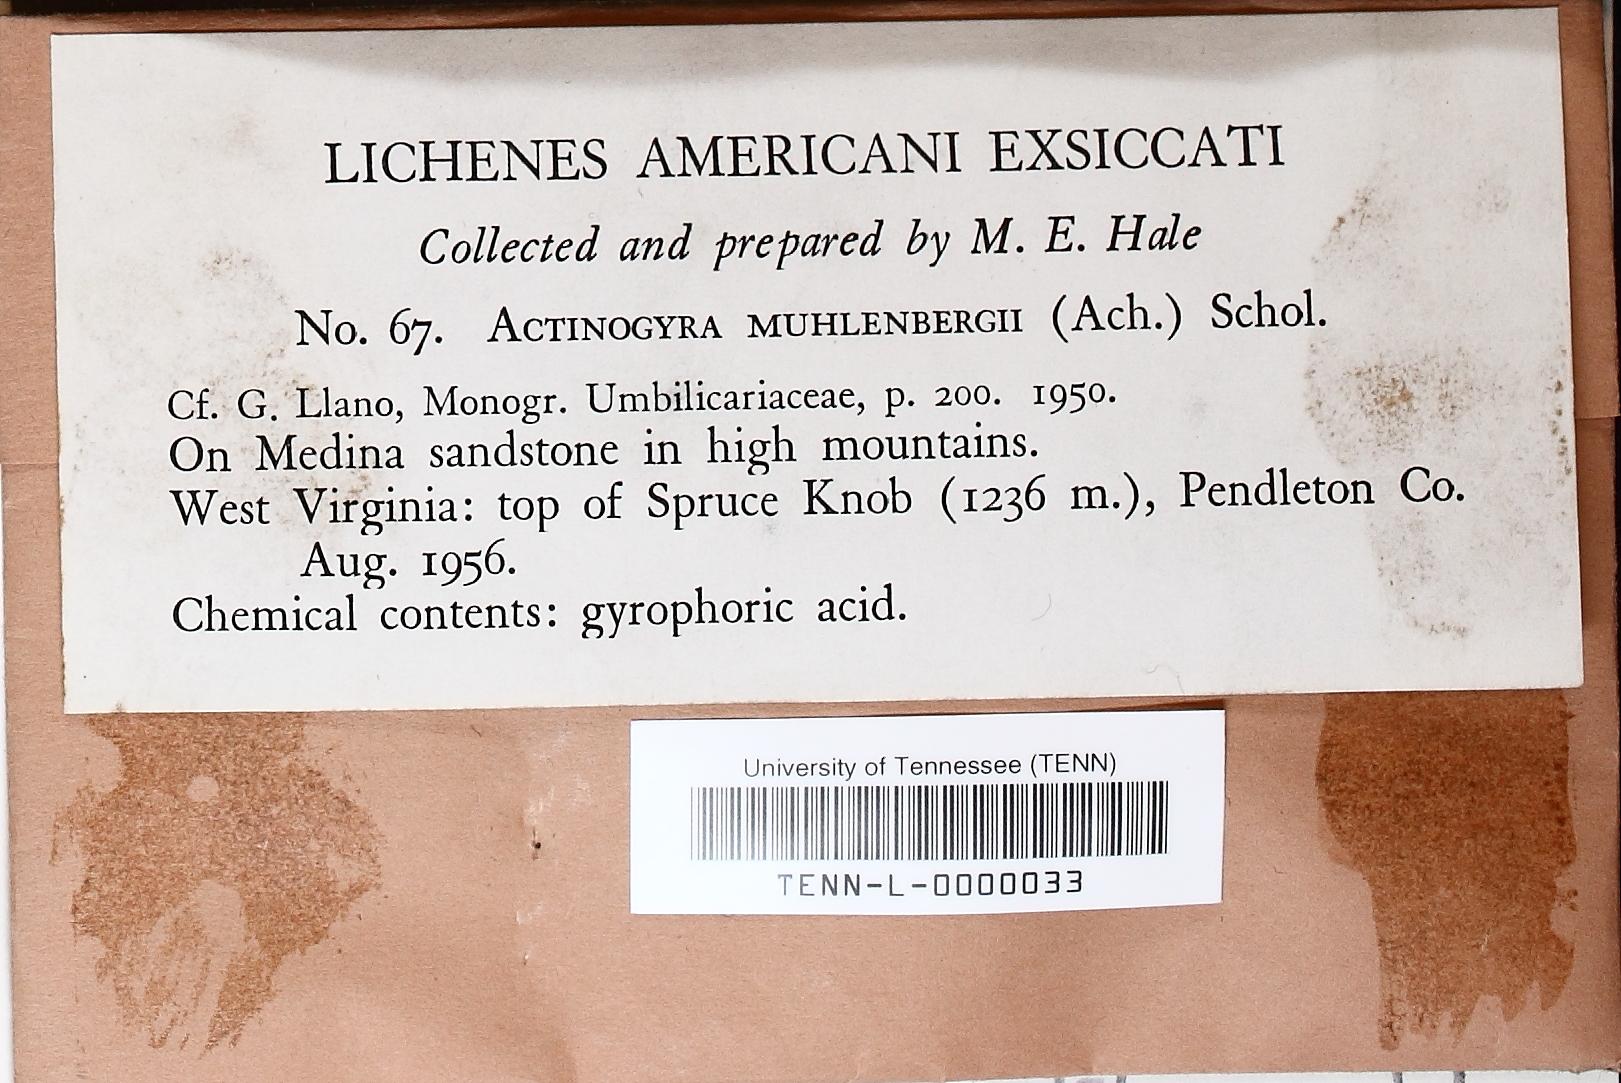 LICHENES AMERICANI EXSICCATI
Collected and prepared by M. E. Hale
No. 67. ACTINOGYRA MUHLENBERGII (Ach.) Schol.
Cf. G. Llano, Monogr. Umbilicariaceae, p. 200. 1950.
On Medina sandstone in high mountains.
West Virginia: top of Spruce Knob (1236 m.), Pendleton Co.
Aug. 1956.
Chemical contents: gyrophoric acid.
University of Tennessee (TENN)
TENN-L-0000033